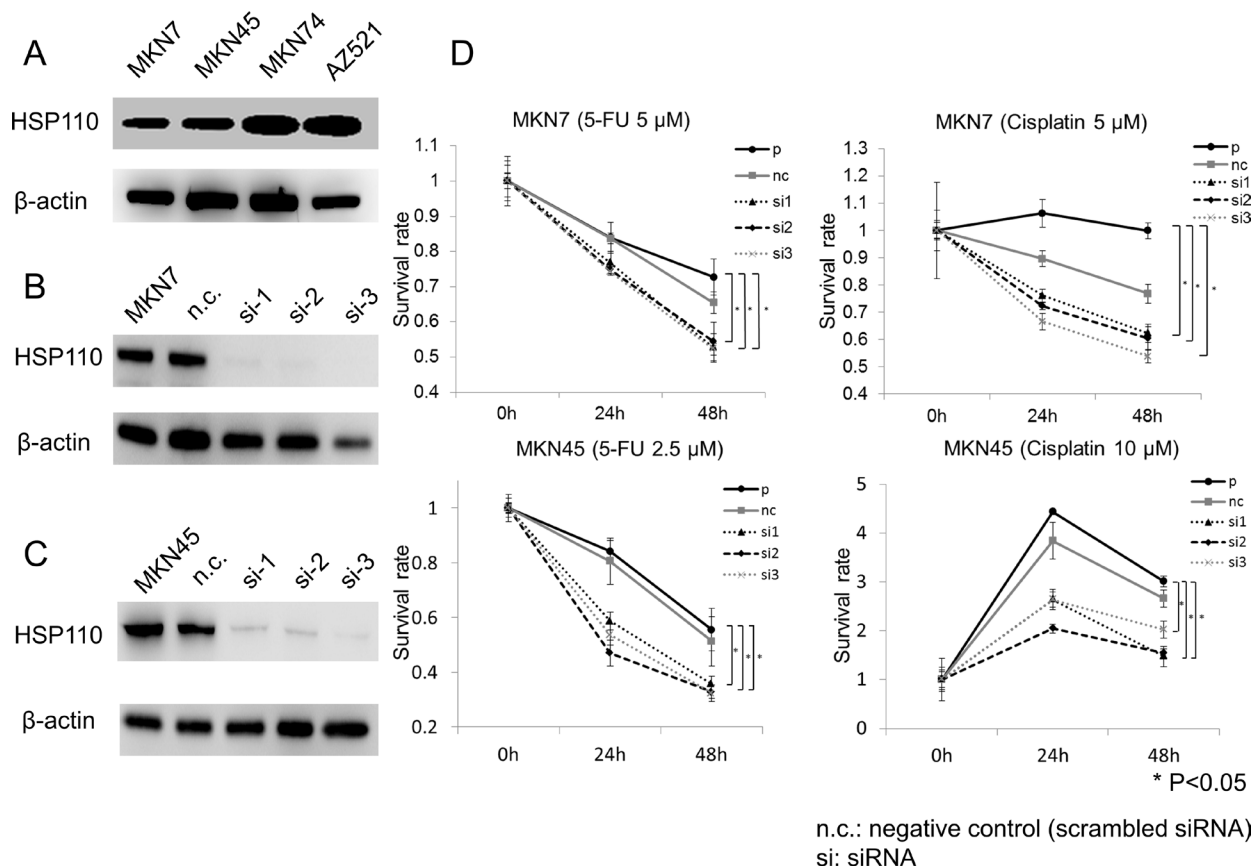 A
MKN7
MKN45
MKN74
AZ521
HSP110
β-actin
B
MKN7
n.c.
si-1
si-2
si-3
HSP110
β-actin
C
MKN45
n.c.
si-1
si-2
si-3
HSP110
β-actin
D
MKN7 (5-FU 5 μM)
Survival rate
1.1
1
0.9
0.8
0.7
0.6
0.5
0.4
0h
24h
48h
p
nc
si1
si2
si3
* * *
MKN7 (Cisplatin 5 μM)
Survival rate
1.3
1.2
1.1
1
0.9
0.8
0.7
0.6
0.5
0.4
0h
24h
48h
p
nc
si1
si2
si3
* * *
MKN45 (5-FU 2.5 μM)
Survival rate
1
0.8
0.6
0.4
0.2
0h
24h
48h
p
nc
si1
si2
si3
* * *
MKN45 (Cisplatin 10 μM)
Survival rate
5
4
3
2
1
0
0h
24h
48h
p
nc
si1
si2
si3
* * *
* P<0.05
n.c.: negative control (scrambled siRNA)
si: siRNA